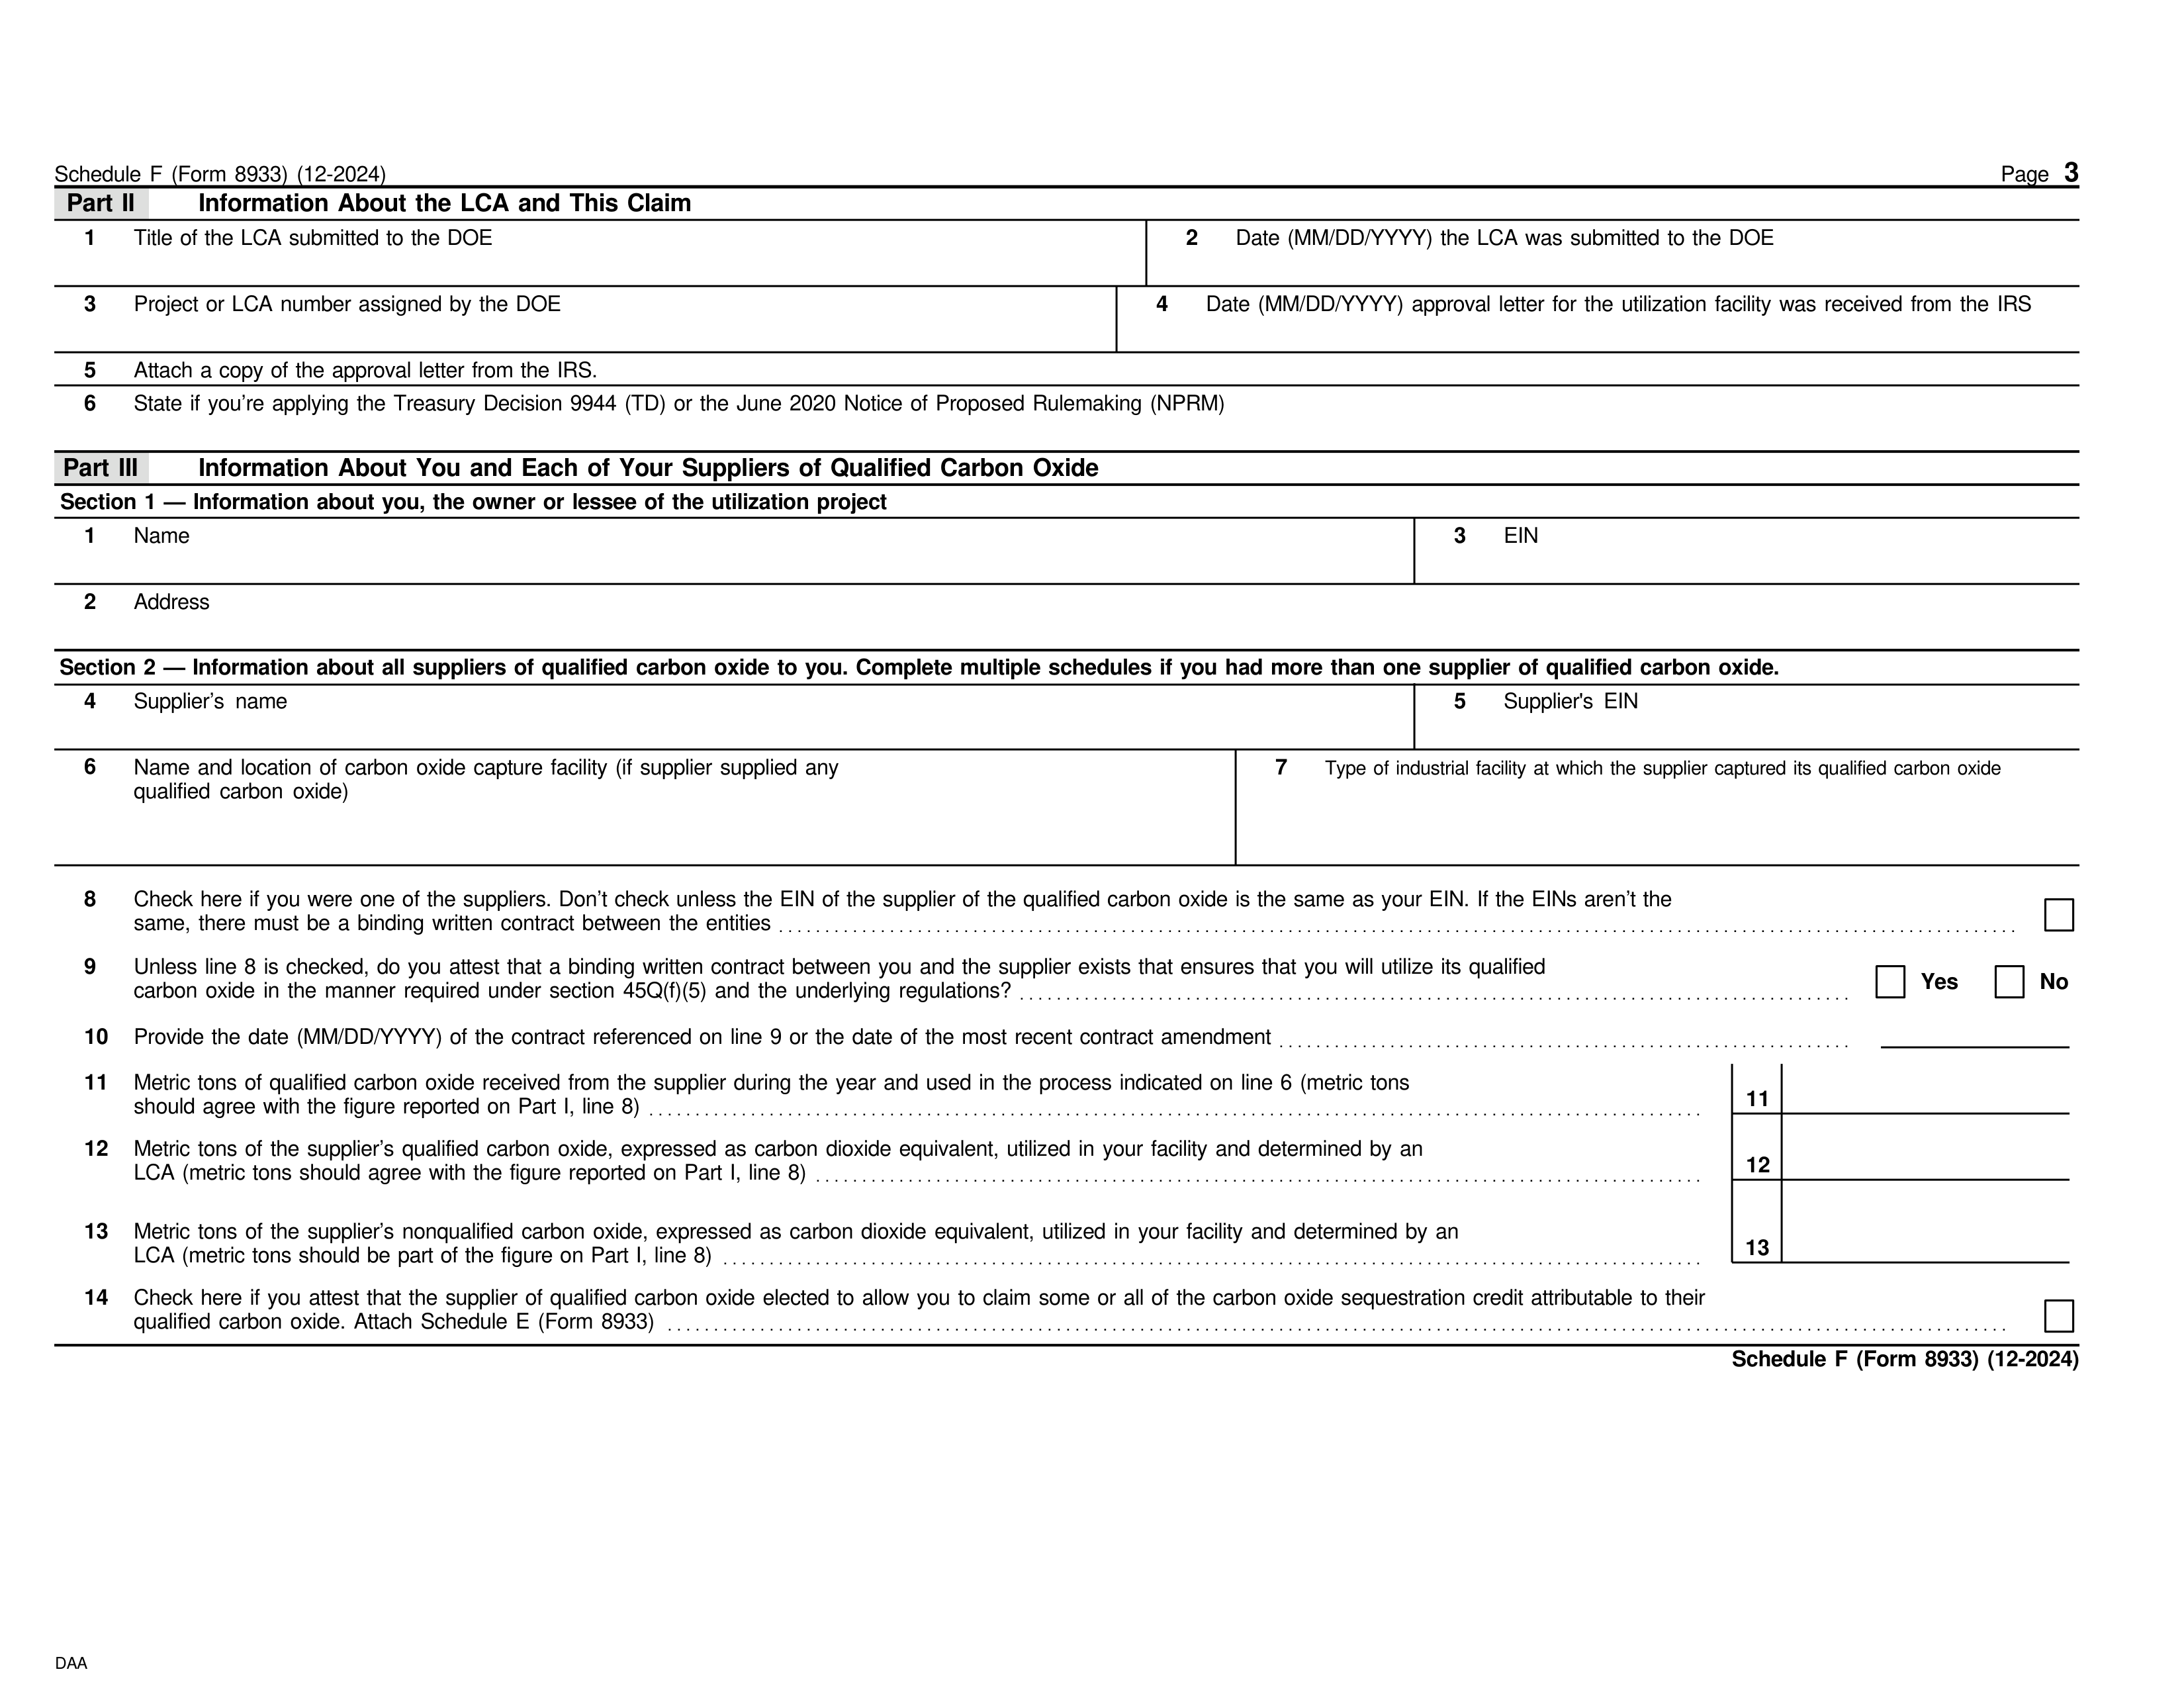 Schedule F (Form 8933) (12-2024) Page 3
Part II Information About the LCA and This Claim
1 Title of the LCA submitted to the DOE
2 Date (MM/DD/YYYY) the LCA was submitted to the DOE
3 Project or LCA number assigned by the DOE
4 Date (MM/DD/YYYY) approval letter for the utilization facility was received from the IRS
5 Attach a copy of the approval letter from the IRS.
6 State if you’re applying the Treasury Decision 9944 (TD) or the June 2020 Notice of Proposed Rulemaking (NPRM)
Part III Information About You and Each of Your Suppliers of Qualified Carbon Oxide
Section 1 — Information about you, the owner or lessee of the utilization project
1 Name
3 EIN
2 Address
Section 2 — Information about all suppliers of qualified carbon oxide to you. Complete multiple schedules if you had more than one supplier of qualified carbon oxide.
4 Supplier’s name
5 Supplier's EIN
6 Name and location of carbon oxide capture facility (if supplier supplied any
qualified carbon oxide)
7 Type of industrial facility at which the supplier captured its qualified carbon oxide
8 Check here if you were one of the suppliers. Don’t check unless the EIN of the supplier of the qualified carbon oxide is the same as your EIN. If the EINs aren’t the
same, there must be a binding written contract between the entities
9 Unless line 8 is checked, do you attest that a binding written contract between you and the supplier exists that ensures that you will utilize its qualified
carbon oxide in the manner required under section 45Q(f)(5) and the underlying regulations? Yes No
10 Provide the date (MM/DD/YYYY) of the contract referenced on line 9 or the date of the most recent contract amendment
11 Metric tons of qualified carbon oxide received from the supplier during the year and used in the process indicated on line 6 (metric tons
should agree with the figure reported on Part I, line 8) 11
12 Metric tons of the supplier’s qualified carbon oxide, expressed as carbon dioxide equivalent, utilized in your facility and determined by an
LCA (metric tons should agree with the figure reported on Part I, line 8) 12
13 Metric tons of the supplier’s nonqualified carbon oxide, expressed as carbon dioxide equivalent, utilized in your facility and determined by an
LCA (metric tons should be part of the figure on Part I, line 8) 13
14 Check here if you attest that the supplier of qualified carbon oxide elected to allow you to claim some or all of the carbon oxide sequestration credit attributable to their
qualified carbon oxide. Attach Schedule E (Form 8933)
Schedule F (Form 8933) (12-2024)
DAA